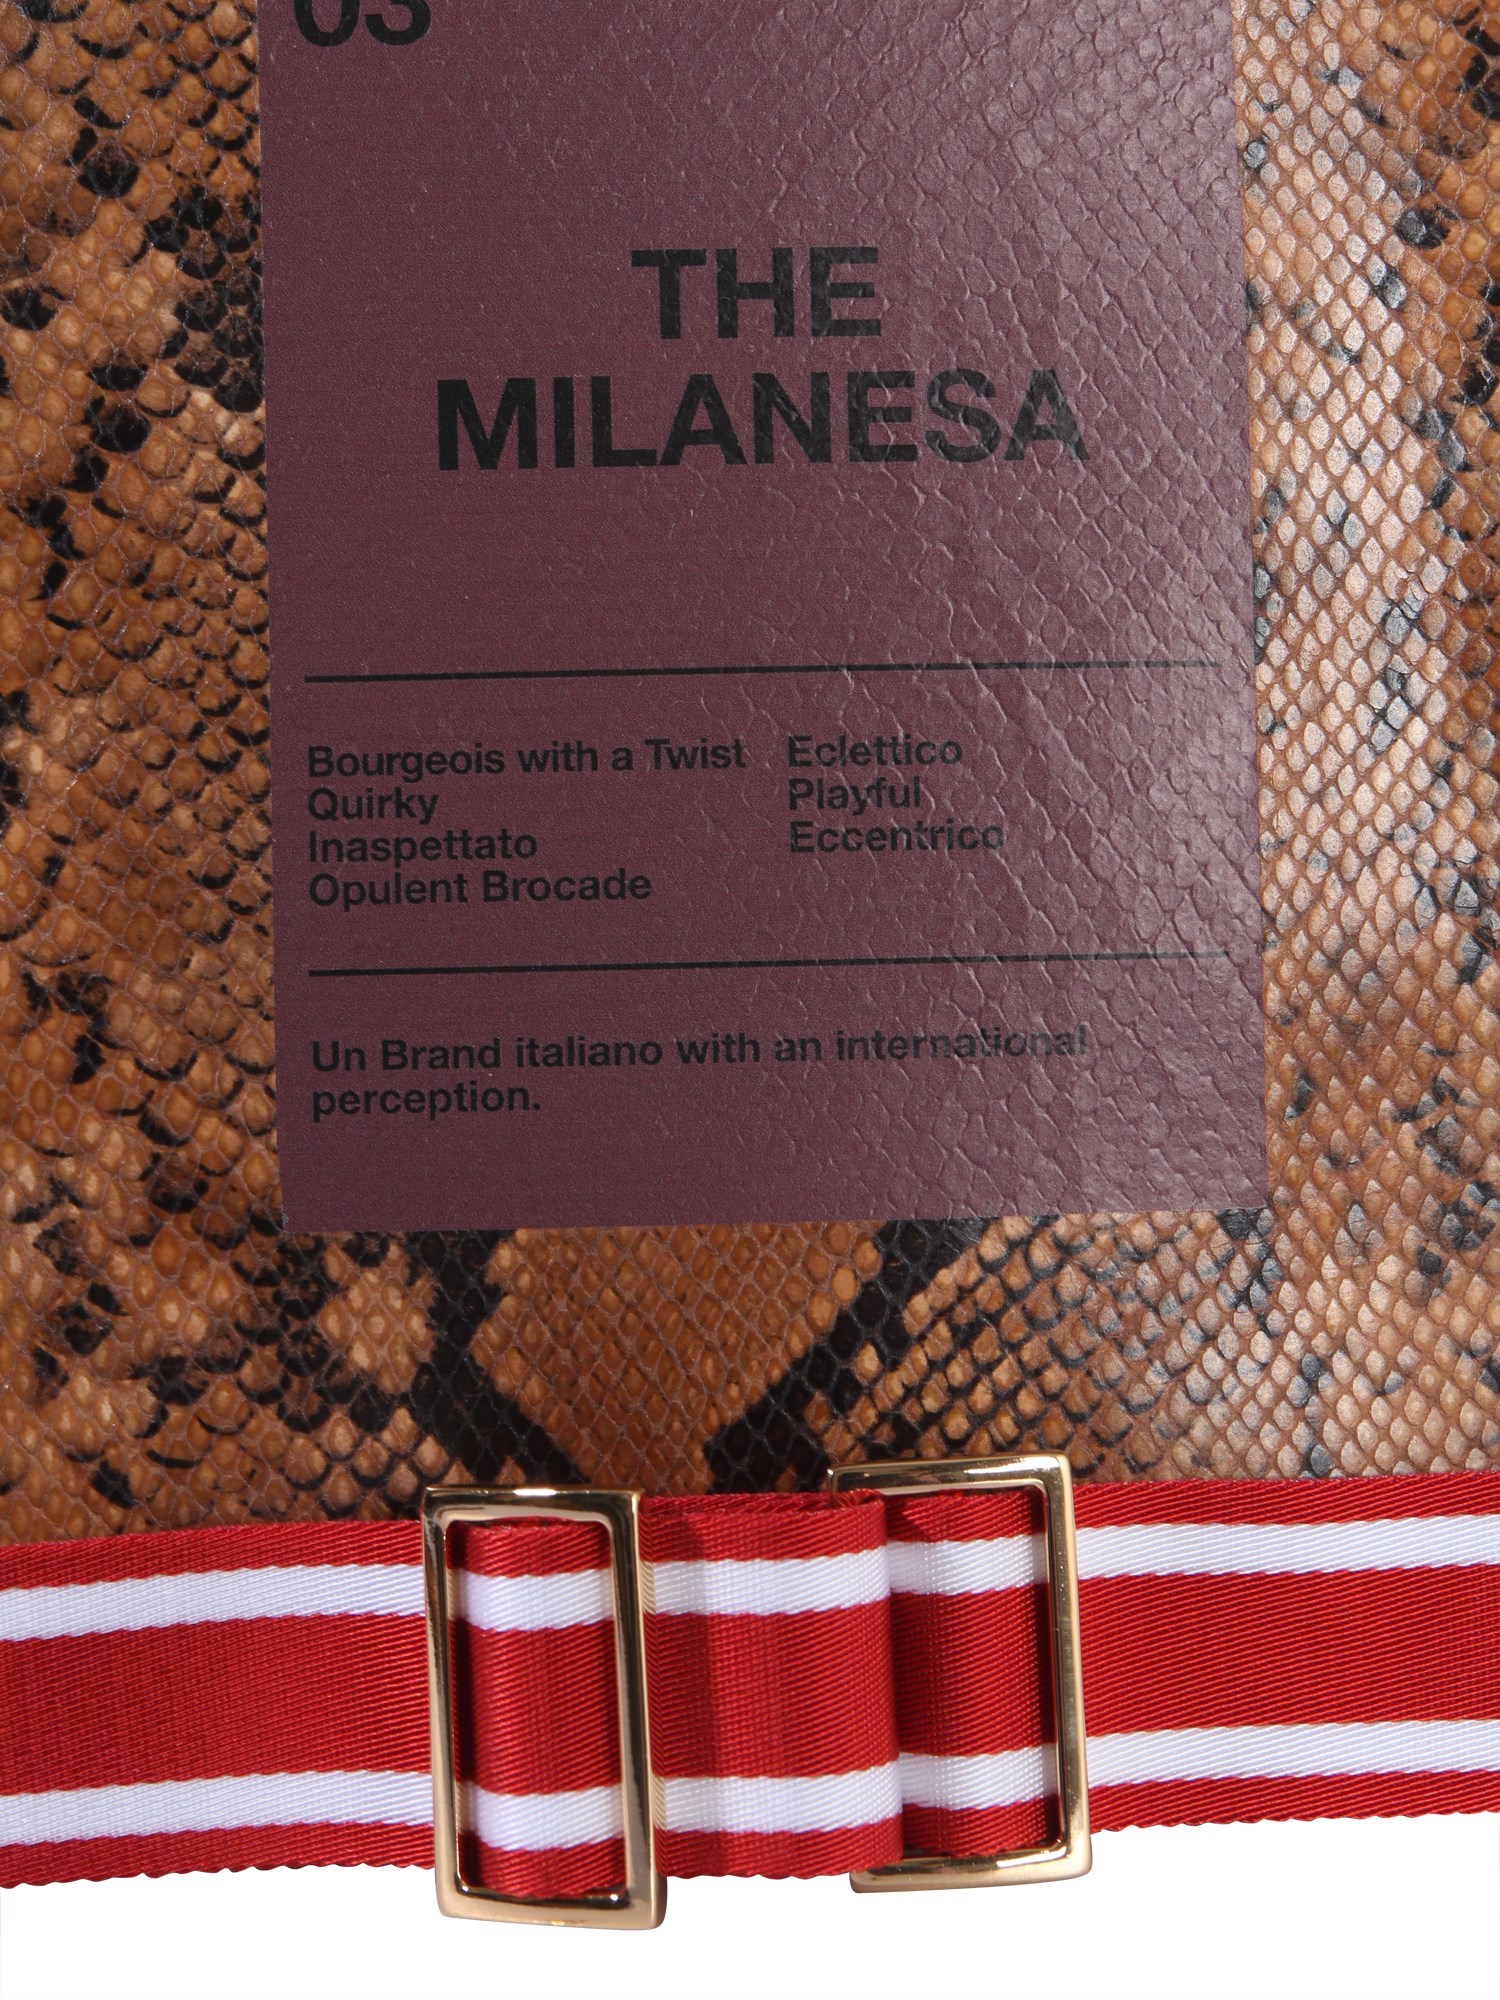 03
THE
MILANESA
Bourgeois with a Twist
Quirky
Inaspettato
Opulent Brocade
Eclettico
Playful
Eccentrico
Un Brand italiano with an international
perception.